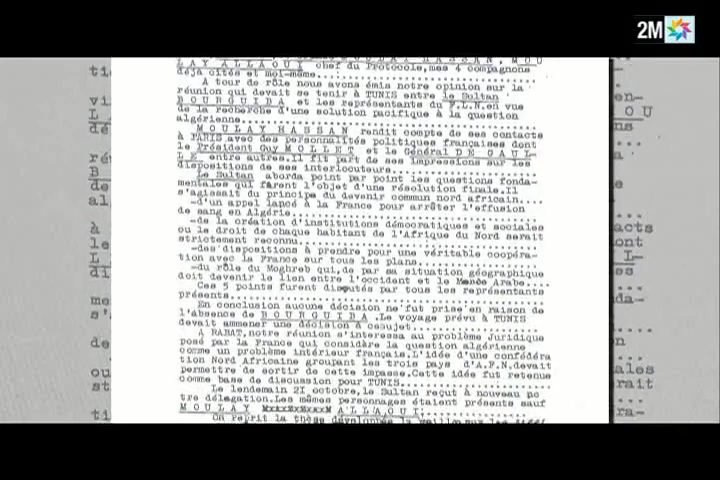 2M
LAY ALLAOUI chef du Protocole, mes 4 compagnons
déjà cités et moi-même
A tour de rôle nous avons émis notre opinion sur la
réunion qui devait se tenir à TUNIS entre le Sultan
BOURGUIBA et les représentants du F.L.N.en vue
de la recherche d'une solution pacifique à la question
algérienne
MOULAY HASSAN rendit compte de ses contacts
à PARIS avec des personnalités politiques françaises dont
le Président Guy MOLLET et le Général DE GAUL-
LE entre autres.Il fit part de ses impressions sur les
dispositions de ses interlocuteurs
Le Sultan aborda point par point les questions fonda-
mentales qui furent l'objet d'une résolution finale.Il
s'agissait du principe du devenir commun nord africain....
-d'un appel lancé à la France pour arrêter l'effusion
de sang en Algérie
-de la création d'institutions démocratiques et sociales
ou le droit de chaque habitant de l'Afrique du Nord serait
strictement reconnu
-des dispositions à prendre pour une véritable coopéra-
tion avec la France sur tous les plans
-du rôle du Moghreb qui,de par sa situation géographique
doit devenir le lien entre l'occident et le Monde Arabe...
Ces 5 points furent disputés par tous les représentants
présents
En conclusion aucune décision ne'fut prise en raison de
l'absence de BOURGUIBA .Le voyage prévu à TUNIS
devait ammener une décision à cesujet
A RABAT,notre réunion s'interessa au problème Juridique
posé par la France qui considère la question algérienne
comme un problème intérieur français.L'idée d'une confédéra
tion Nord Africaine groupant les trois pays d'A.F.N.devait
permettre de sortir de cette impasse.Cette idée fut retenue
comme base de discussion pour TUNIS
Le lendemain 21 octobre,le Sultan reçut à nouveau no
tre délégation.Les mêmes personnages étaient présents sauf
MOULAY ALLAOUI
On reprit la thèse